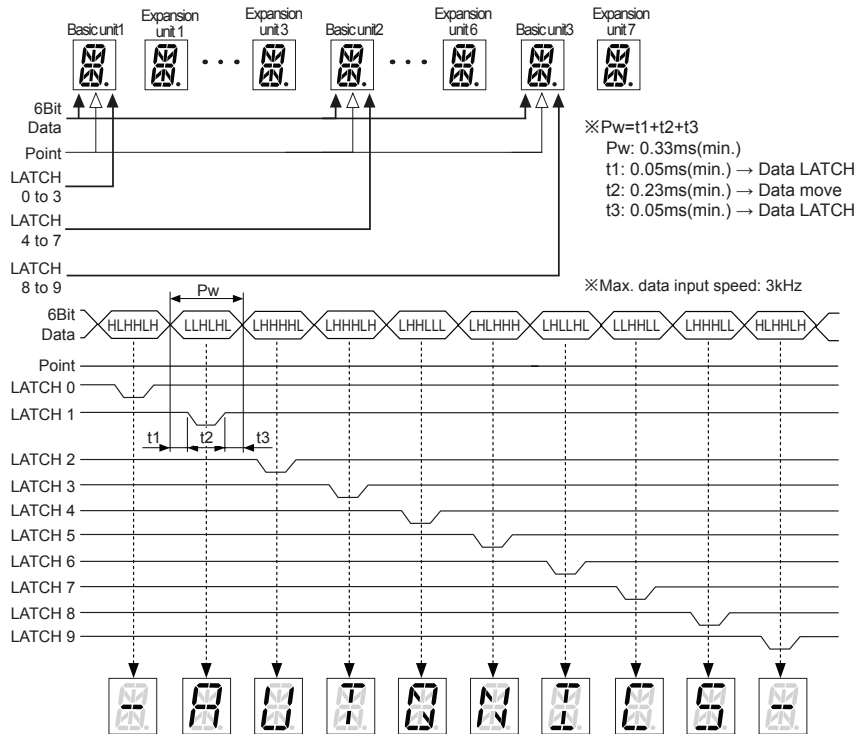 Basic unit1
Expansion unit 1
• • •
Expansion unit 3
Basic unit2
• • •
Expansion unit 6
Basic unit3
Expansion unit 7
6Bit Data
Point
LATCH 0 to 3
LATCH 4 to 7
LATCH 8 to 9
※Pw=t1+t2+t3
Pw: 0.33ms(min.)
t1: 0.05ms(min.) → Data LATCH
t2: 0.23ms(min.) → Data move
t3: 0.05ms(min.) → Data LATCH
※Max. data input speed: 3kHz
Pw
6Bit Data
HLHHLH LLHLHL LHHHHL LHHHLH LHHLLL LHLHHH LHLLHL LLHHLL LHHHLL HLHHLH
Point
LATCH 0
LATCH 1
t1 t2 t3
LATCH 2
LATCH 3
LATCH 4
LATCH 5
LATCH 6
LATCH 7
LATCH 8
LATCH 9
- A U T O N I C S -